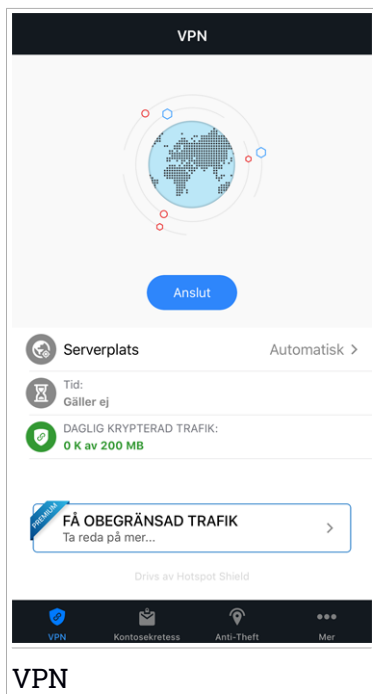 VPN
Anslut
Serverplats
Automatisk
Tid:
Gäller ej
DAGLIG KRYPTERAD TRAFIK:
0 K av 200 MB
PREMIUM
FÅ OBEGRÄNSAD TRAFIK
Ta reda på mer...
Drivs av Hotspot Shield
VPN
Kontosekretess
Anti-Theft
Mer
VPN